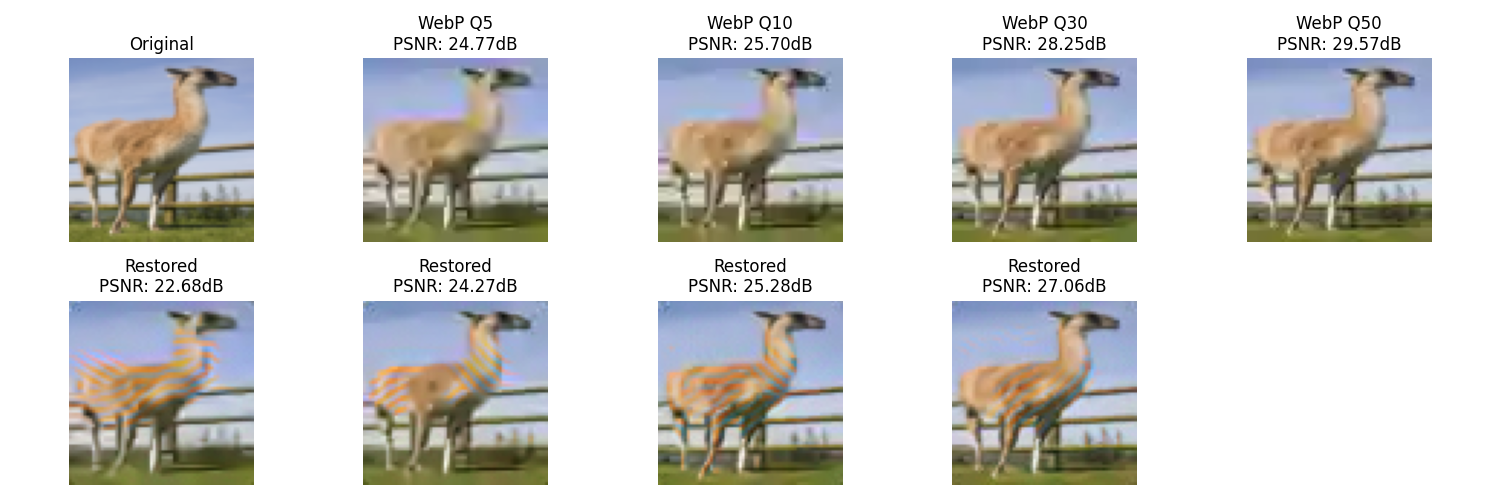 Original
WebP Q5
PSNR: 24.77dB
WebP Q10
PSNR: 25.70dB
WebP Q30
PSNR: 28.25dB
WebP Q50
PSNR: 29.57dB
Restored
PSNR: 22.68dB
Restored
PSNR: 24.27dB
Restored
PSNR: 25.28dB
Restored
PSNR: 27.06dB